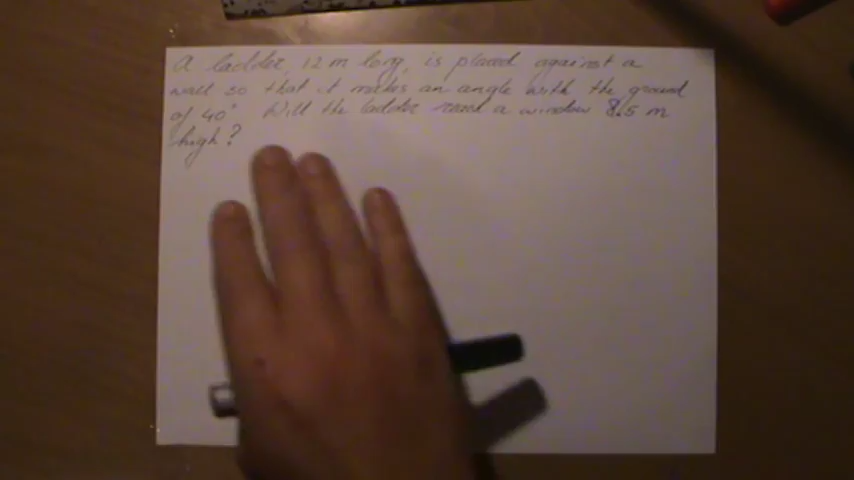 A ladder, 12 m long, is placed against a
wall so that it makes an angle with the ground
of 40° Will the ladder reach a window 8.5 m
high?